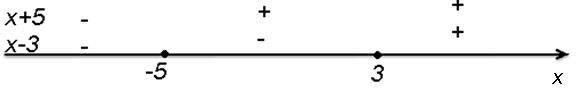 x+5 - + +
x-3 - - +
-5 3 x